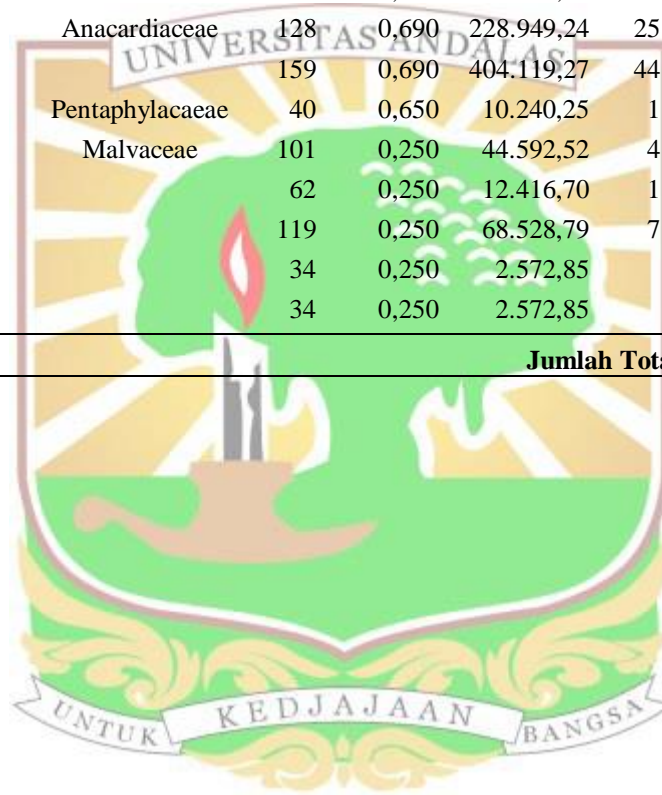 Anacardiaceae 128 0,690 228.949,24 25
UNIVERSITAS ANDALAS
159 0,690 404.119,27 44
Pentaphylacaeae 40 0,650 10.240,25 1
Malvaceae 101 0,250 44.592,52 4
62 0,250 12.416,70 1
119 0,250 68.528,79 7
34 0,250 2.572,85
34 0,250 2.572,85
Jumlah Tota
UNTUK KEDJAJAAN BANGSA